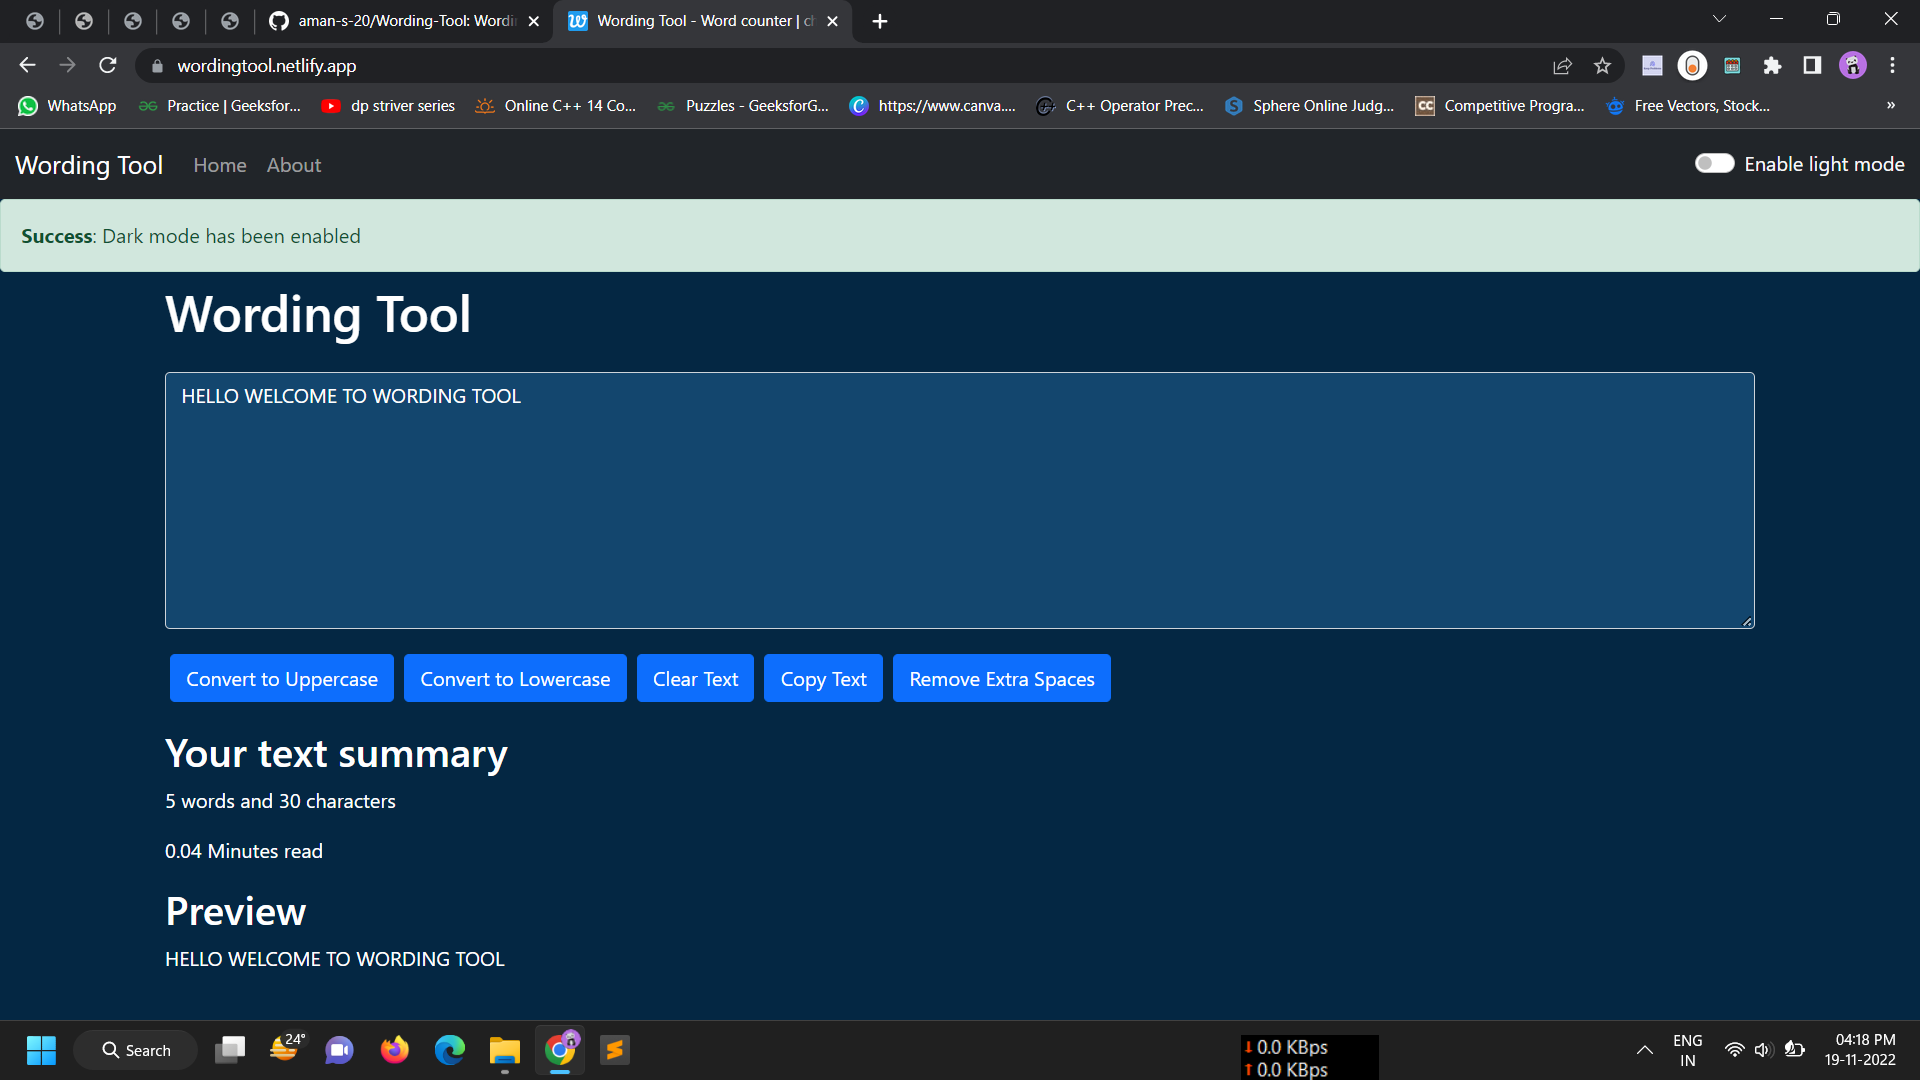 aman-s-20/Wording-Tool: Wordi
Wording Tool - Word counter | ch
wordingtool.netlify.app
WhatsApp
Practice | Geeksfor...
dp striver series
Online C++ 14 Co...
Puzzles - GeeksforG...
https://www.canva....
C++ Operator Prec...
Sphere Online Judg...
CC
Competitive Progra...
Free Vectors, Stock...
»
Wording Tool
Home
About
Enable light mode
Success: Dark mode has been enabled
Wording Tool
HELLO WELCOME TO WORDING TOOL
Convert to Uppercase
Convert to Lowercase
Clear Text
Copy Text
Remove Extra Spaces
Your text summary
5 words and 30 characters
0.04 Minutes read
Preview
HELLO WELCOME TO WORDING TOOL
Search
24°
↓ 0.0 KBps
↑ 0.0 KBps
ENG
IN
04:18 PM
19-11-2022